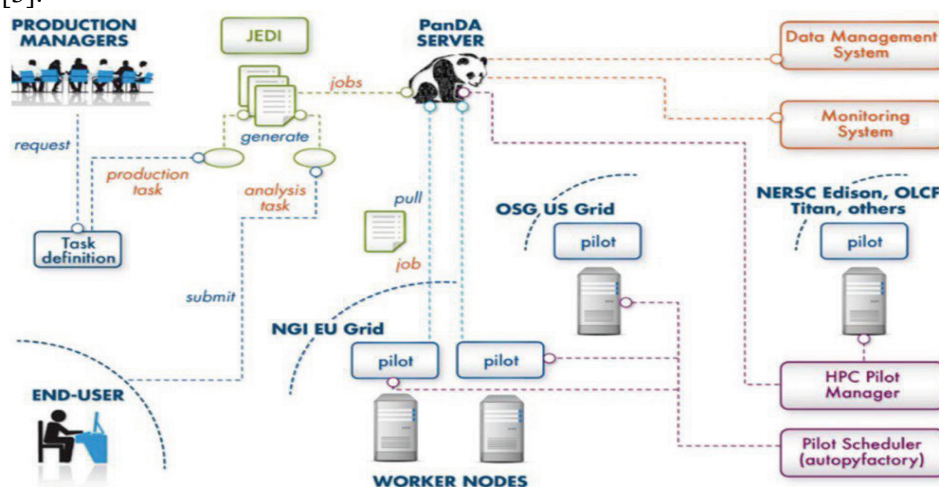 [5].
PRODUCTION
MANAGERS
JEDI
PanDA
SERVER
Data Management
System
jobs
generate
Monitoring
System
request
production
task
analysis
task
pull
OSG US Grid
NERSC Edison, OLCF
Titan, others
pilot
pilot
Task
definition
job
submit
NGI EU Grid
pilot
pilot
HPC Pilot
Manager
END-USER
Pilot Scheduler
(autopyfactory)
WORKER NODES